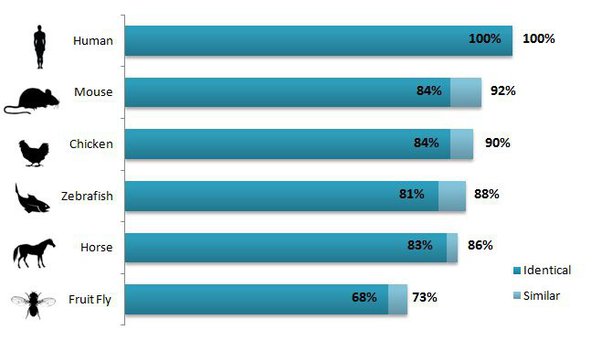 Human 100% 100%
Mouse 84% 92%
Chicken 84% 90%
Zebrafish 81% 88%
Horse 83% 86%
Fruit Fly 68% 73%
Identical
Similar